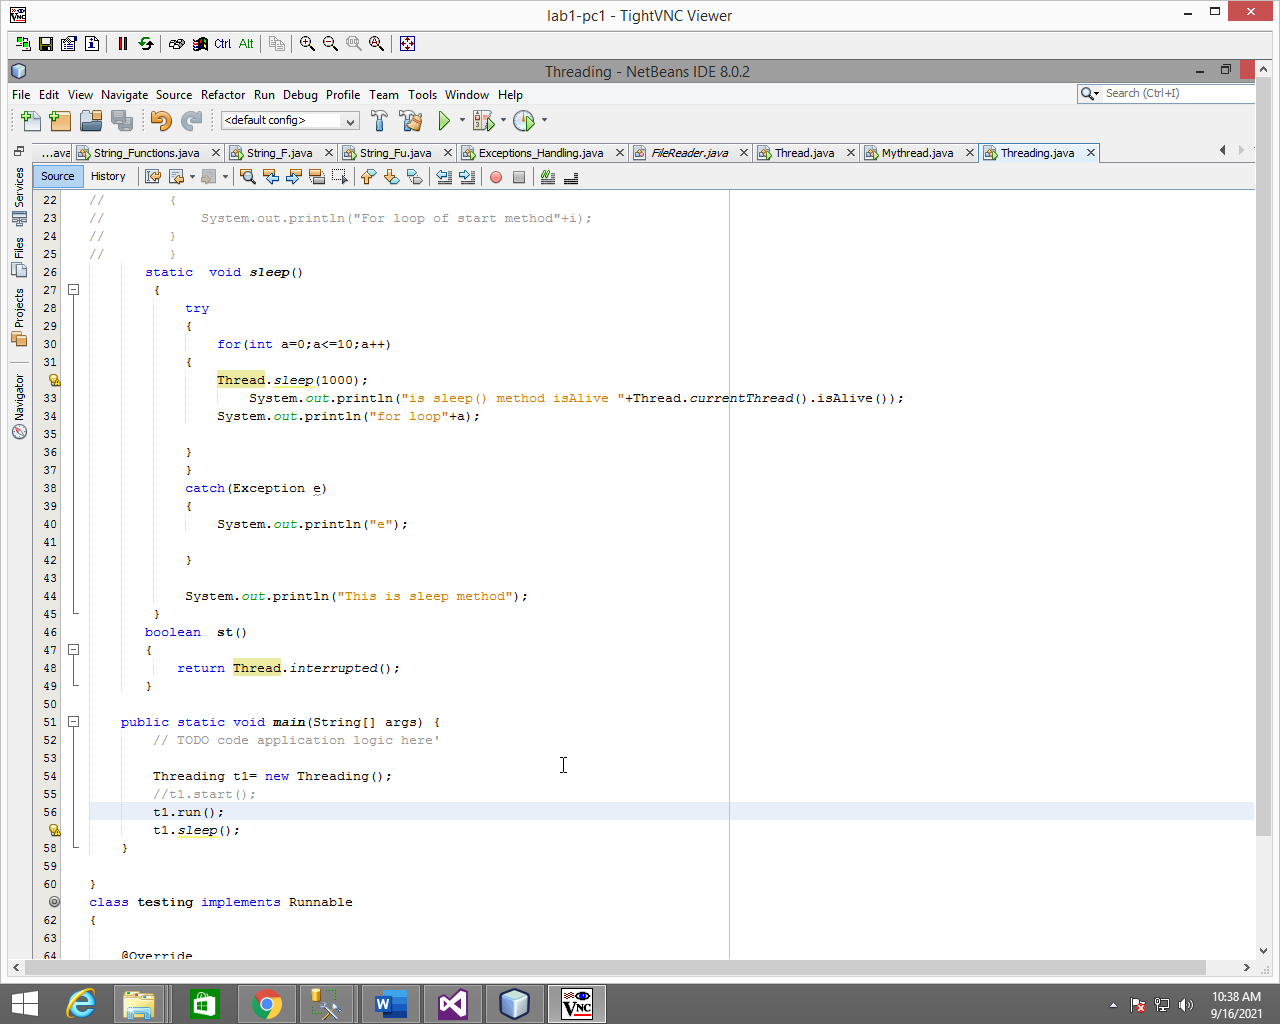 lab1-pc1 - TightVNC Viewer
Ctrl Alt
Threading - NetBeans IDE 8.0.2
File Edit View Navigate Source Refactor Run Debug Profile Team Tools Window Help
Search (Ctrl+I)
<default config>
...ava String_Functions.java String_F.java String_Fu.java Exceptions_Handling.java FileReader.java Thread.java Mythread.java Threading.java
Source History
Services
Files
Projects
Navigator
22 // {
23 // System.out.println("For loop of start method"+i);
24 // }
25 // }
26 static  void sleep()
27 {
28 try
29 {
30 for(int a=0;a<=10;a++)
31 {
Thread.sleep(1000);
33 System.out.println("is sleep() method isAlive "+Thread.currentThread().isAlive());
34 System.out.println("for loop"+a);
35
36 }
37 }
38 catch(Exception e)
39 {
40 System.out.println("e");
41
42 }
43
44 System.out.println("This is sleep method");
45 }
46 boolean  st()
47 {
48 return Thread.interrupted();
49 }
50
51 public static void main(String[] args) {
52 // TODO code application logic here'
53
54 Threading t1= new Threading();
55 //t1.start();
56 t1.run();
t1.sleep();
58 }
59
60 }
class testing implements Runnable
62 {
63
64 @Override
VNC
10:38 AM
9/16/2021